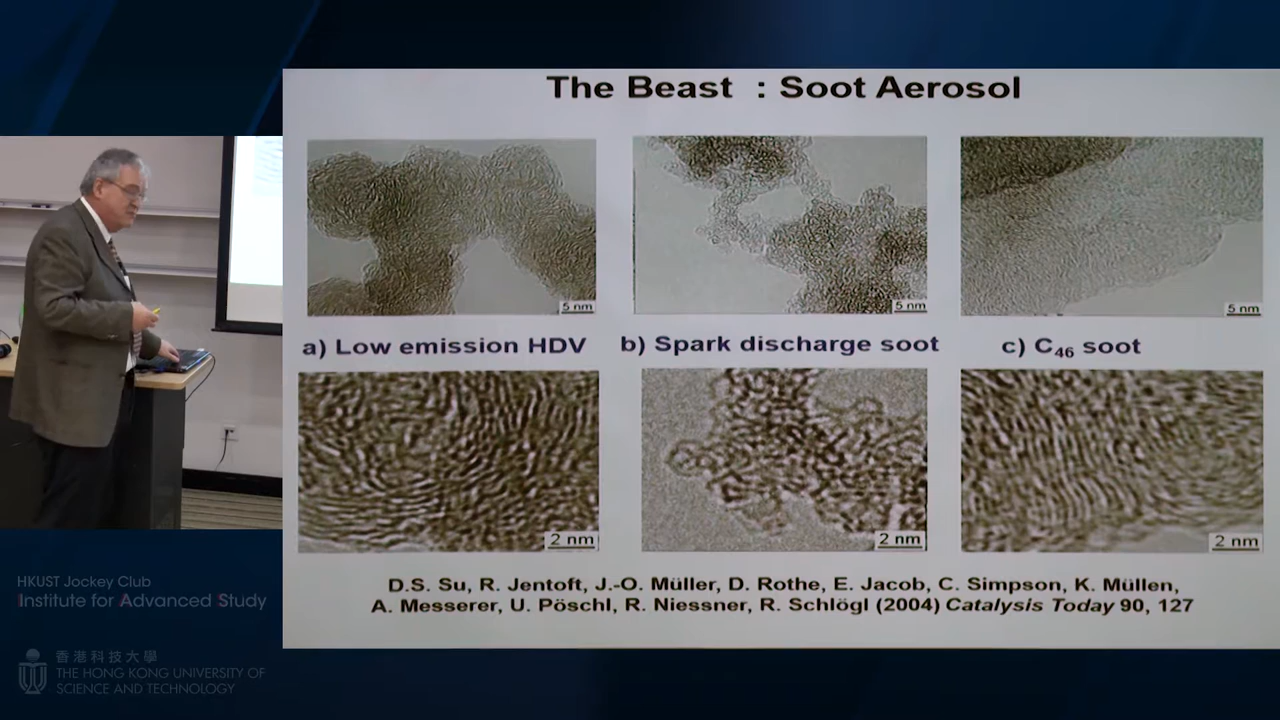 The Beast : Soot Aerosol
5 nm
5 nm
5 nm
a) Low emission HDV
b) Spark discharge soot
c) C₄₆ soot
2 nm
2 nm
2 nm
D.S. Su, R. Jentoft, J.-O. Müller, D. Rothe, E. Jacob, C. Simpson, K. Müllen,
A. Messerer, U. Pöschl, R. Niessner, R. Schlögl (2004) Catalysis Today 90, 127
HKUST Jockey Club
Institute for Advanced Study
香港科技大學
THE HONG KONG UNIVERSITY OF
SCIENCE AND TECHNOLOGY